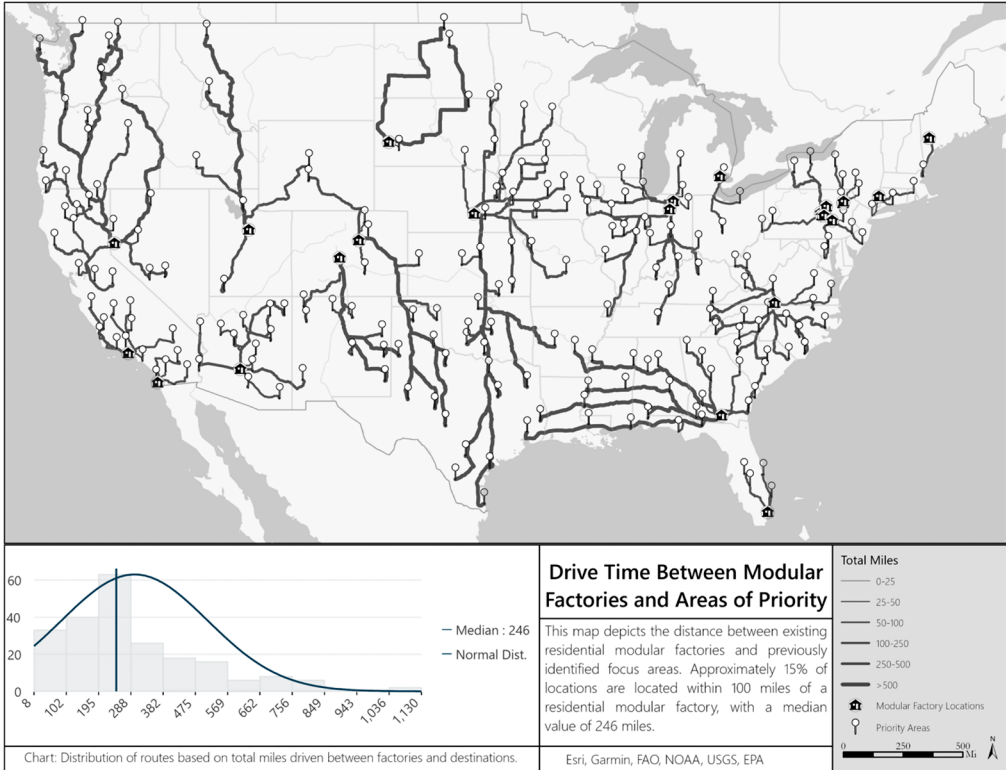 60
40
20
0
8
102
195
288
382
475
569
662
756
849
943
1,036
1,130
Median : 246
Normal Dist.
Chart: Distribution of routes based on total miles driven between factories and destinations.
Drive Time Between Modular
Factories and Areas of Priority
This map depicts the distance between existing
residential modular factories and previously
identified focus areas. Approximately 15% of
locations are located within 100 miles of a
residential modular factory, with a median
value of 246 miles.
Esri, Garmin, FAO, NOAA, USGS, EPA
Total Miles
0-25
25-50
50-100
100-250
250-500
>500
Modular Factory Locations
Priority Areas
0 250 500
Mi
N